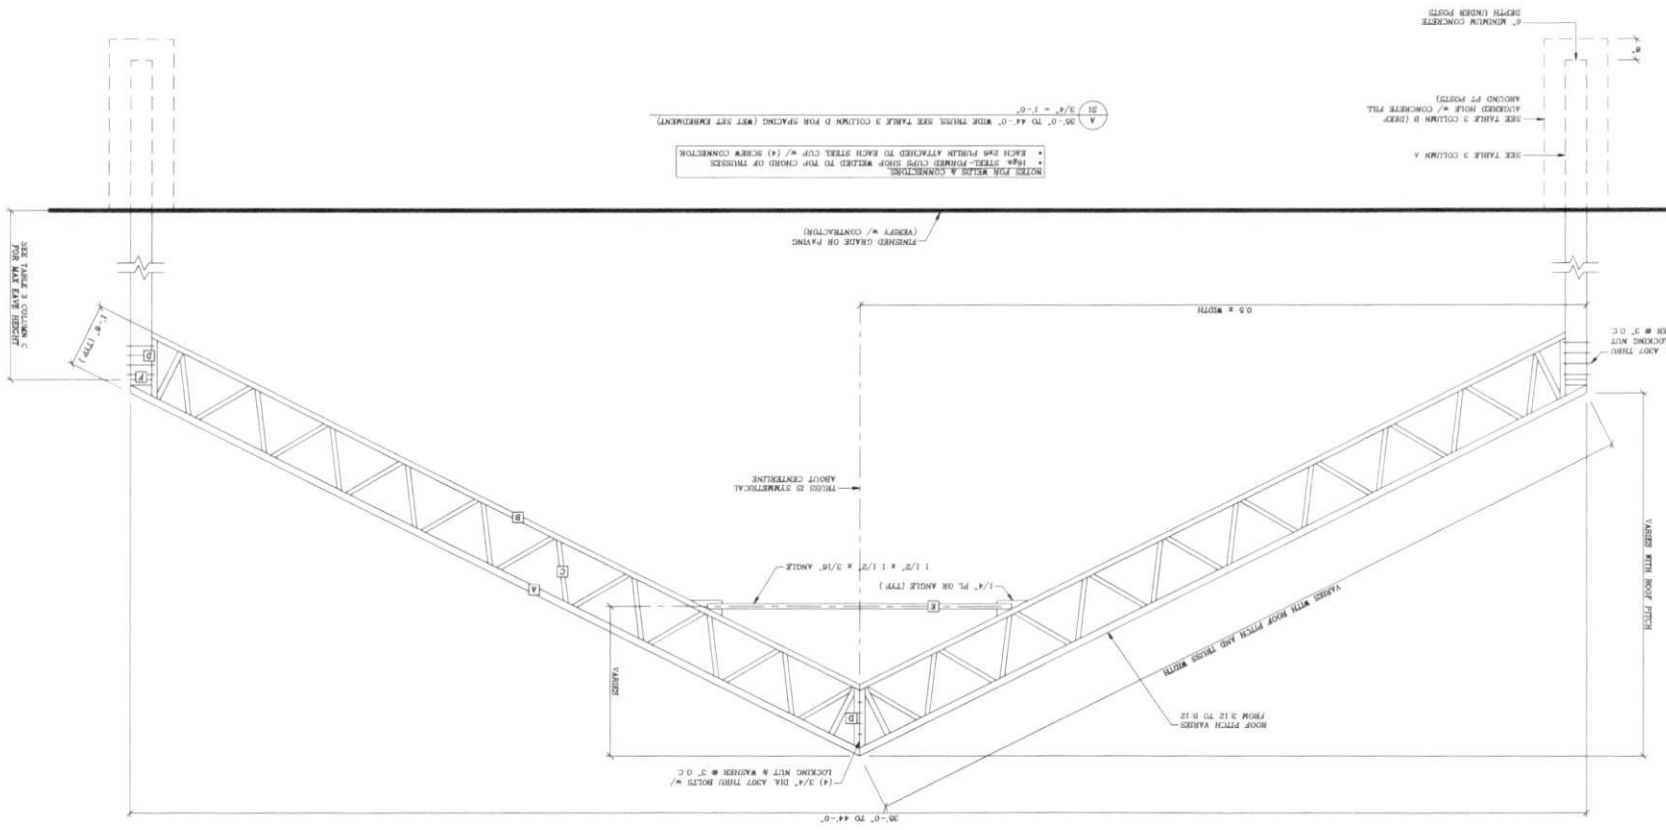 35'-0" TO 44'-0"
(4) 3/4" DIA. A307 THRU BOLTS w/
LOCKING NUT & WASHER @ 3" O.C
ROOF PITCH VARIES
FROM 3:12 TO 8:12
VARIES WITH ROOF PITCH AND TRUSS WIDTH
VARIES WITH ROOF PITCH
VARIES
D
E
1/4" PL OR ANGLE (TYP )
1 1/2" x 1 1/2" x 3/16" ANGLE
A
C
B
TRUSS IS SYMMETRICAL
ABOUT CENTERLINE
A307 THRU
LOCKING NUT
@ 3" O.C
F
D
1'-8" (TYP )
SEE TABLE 3 COLUMN C
FOR MAX EAVE HEIGHT
0.5 x WIDTH
FINISHED GRADE OR PAVING
(VERIFY w/ CONTRACTOR)
SEE TABLE 3 COLUMN A
SEE TABLE 3 COLUMN B (DEEP
AUGERED HOLE w/ CONCRETE FILL
AROUND PT POSTS)
6" MINIMUM CONCRETE
DEPTH UNDER POSTS
NOTES FOR WELDS & CONNECTORS
• 16ga. STEEL-FORMED CUPS SHOP WELDED TO TOP CHORD OF TRUSSES
• EACH 2x6 PURLIN ATTACHED TO EACH STEEL CUP w/ (4) SCREW CONNECTOR
A
S1
35'-0" TO 44'-0" WIDE TRUSS. SEE TABLE 3 COLUMN D FOR SPACING (WET SET EMBEDMENT)
3/4" = 1'-0"